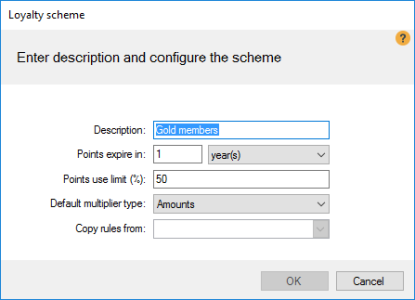 Loyalty scheme
?
Enter description and configure the scheme
Description: Gold members
Points expire in: 1 year(s)
Points use limit (%): 50
Default multiplier type: Amounts
Copy rules from:
OK Cancel